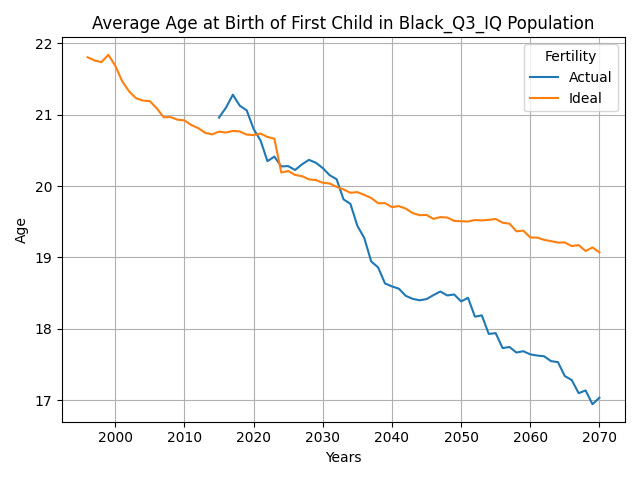 Average Age at Birth of First Child in Black_Q3_IQ Population
22
21
20
19
18
17
Age
Fertility
Actual
Ideal
2000 2010 2020 2030 2040 2050 2060 2070
Years